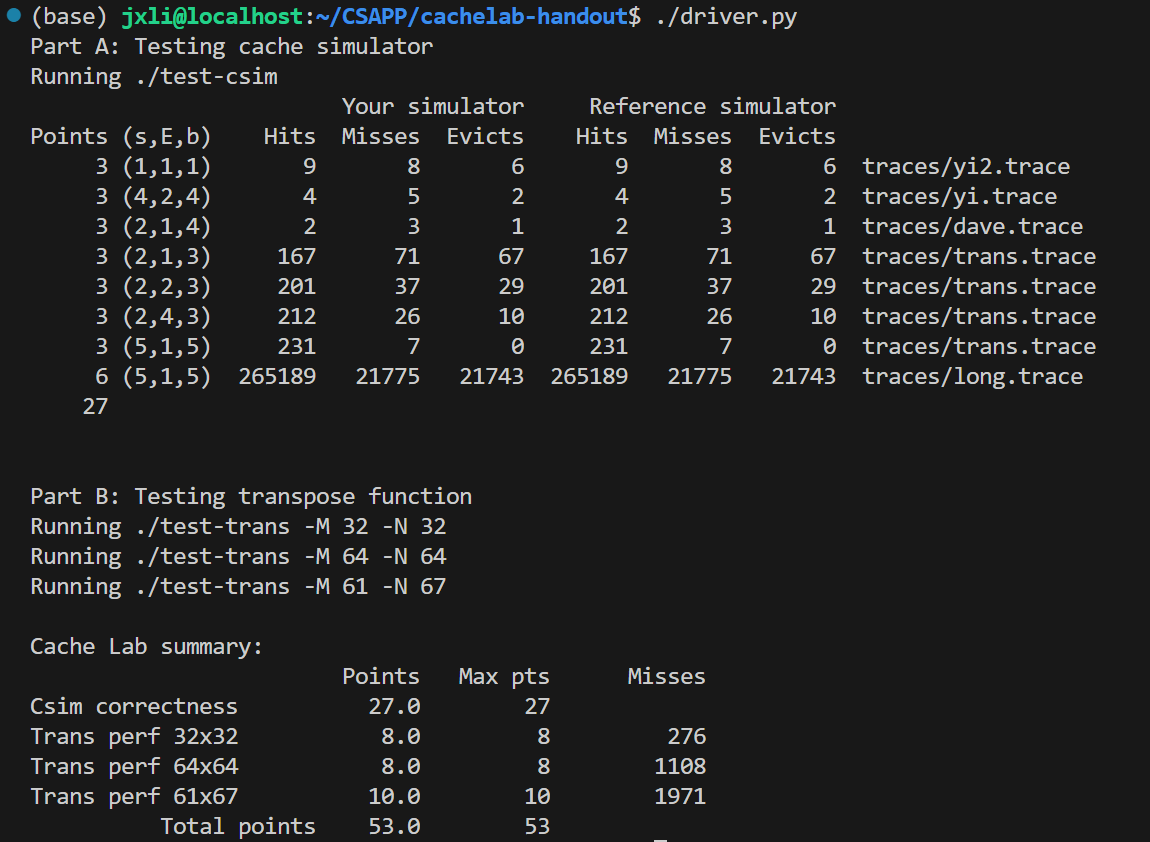 (base) jxli@localhost:~/CSAPP/cachelab-handout$ ./driver.py
Part A: Testing cache simulator
Running ./test-csim
                        Your simulator     Reference simulator
Points (s,E,b)    Hits  Misses  Evicts    Hits  Misses  Evicts
     3 (1,1,1)       9       8       6       9       8       6  traces/yi2.trace
     3 (4,2,4)       4       5       2       4       5       2  traces/yi.trace
     3 (2,1,4)       2       3       1       2       3       1  traces/dave.trace
     3 (2,1,3)     167      71      67     167      71      67  traces/trans.trace
     3 (2,2,3)     201      37      29     201      37      29  traces/trans.trace
     3 (2,4,3)     212      26      10     212      26      10  traces/trans.trace
     3 (5,1,5)     231       7       0     231       7       0  traces/trans.trace
     6 (5,1,5)  265189   21775   21743  265189   21775   21743  traces/long.trace
    27
Part B: Testing transpose function
Running ./test-trans -M 32 -N 32
Running ./test-trans -M 64 -N 64
Running ./test-trans -M 61 -N 67
Cache Lab summary:
                        Points   Max pts      Misses
Csim correctness          27.0        27
Trans perf 32x32           8.0         8         276
Trans perf 64x64           8.0         8        1108
Trans perf 61x67          10.0        10        1971
          Total points    53.0        53